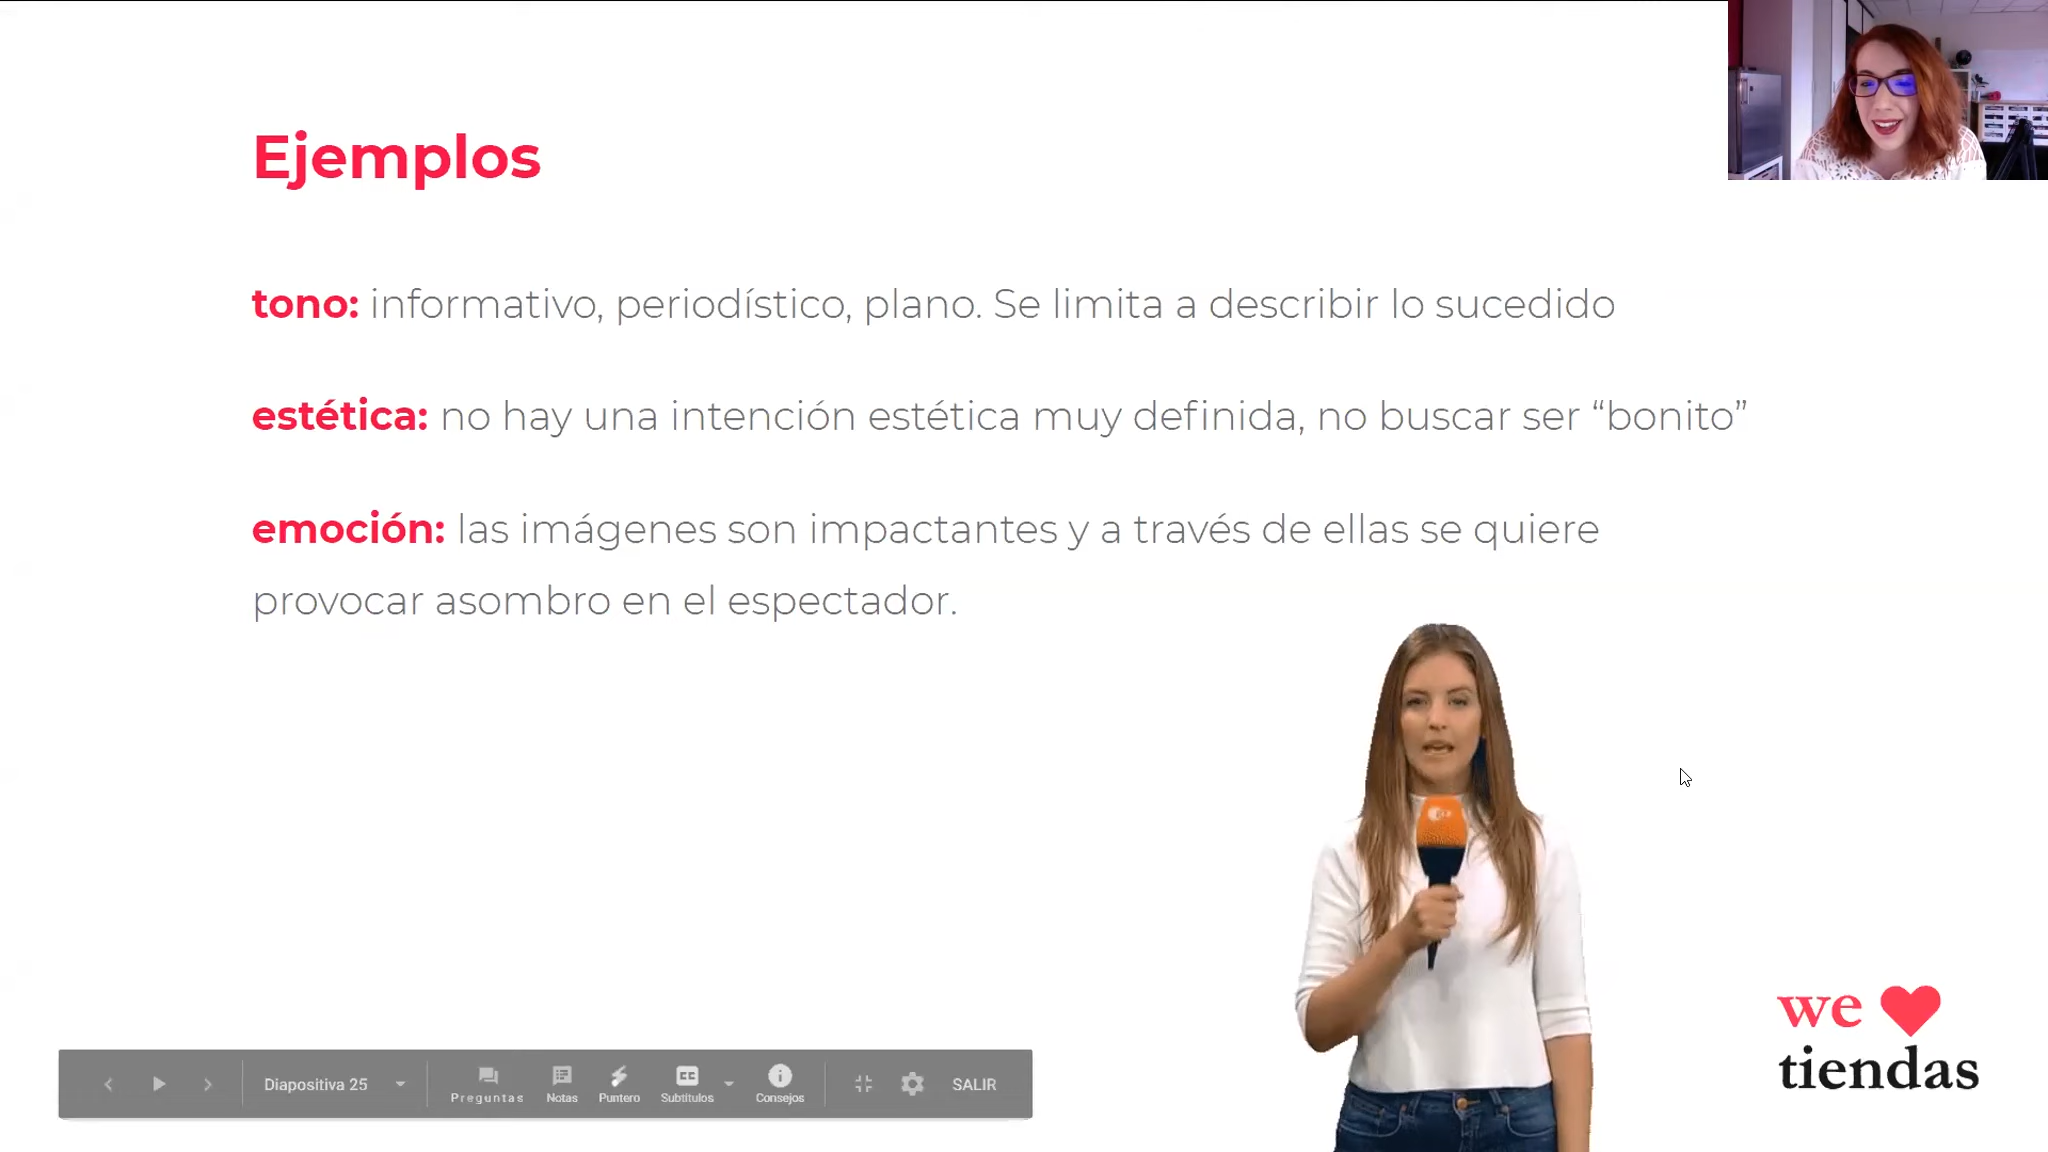 Ejemplos
tono: informativo, periodístico, plano. Se limita a describir lo sucedido
estética: no hay una intención estética muy definida, no buscar ser “bonito”
emoción: las imágenes son impactantes y a través de ellas se quiere
provocar asombro en el espectador.
we
tiendas
Diapositiva 25
Preguntas
Notas
Puntero
CC
Subtítulos
Consejos
SALIR